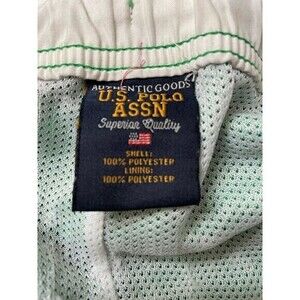 AUTHENTIC GOODS
U.S. POLO
ASSN
Superior Quality
SHELL:
100% POLYESTER
LINING:
100% POLYESTER